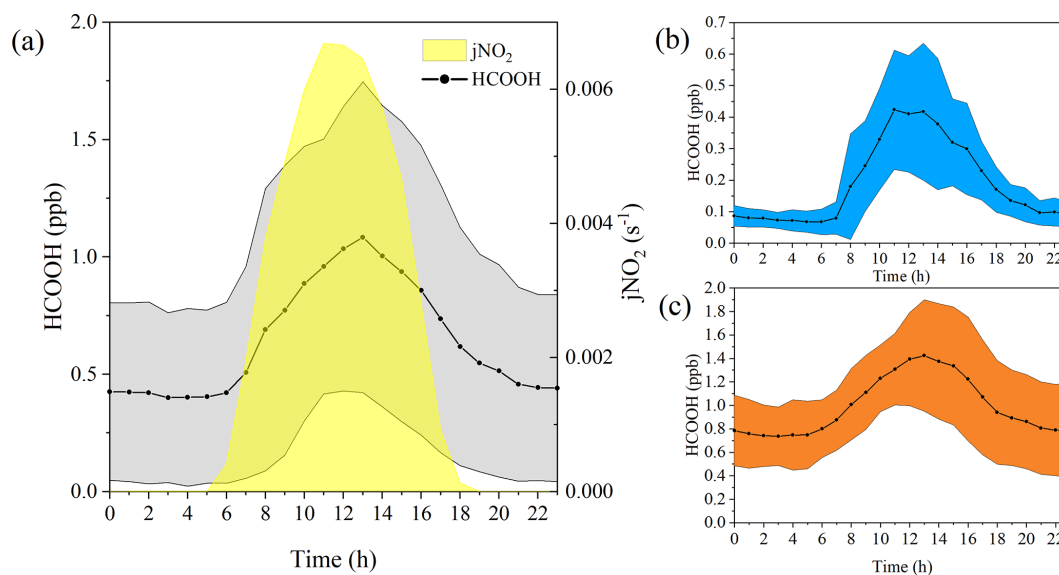 (a)
2.0
1.5
1.0
0.5
0.0
HCOOH (ppb)
jNO₂
HCOOH
0.006
0.004
0.002
0.000
jNO₂ (s⁻¹)
0 2 4 6 8 10 12 14 16 18 20 22
Time (h)
(b)
0.7
0.6
0.5
0.4
0.3
0.2
0.1
0.0
HCOOH (ppb)
0 2 4 6 8 10 12 14 16 18 20 22
Time (h)
(c)
2.0
1.8
1.6
1.4
1.2
1.0
0.8
0.6
0.4
0.2
0.0
HCOOH (ppb)
0 2 4 6 8 10 12 14 16 18 20 22
Time (h)